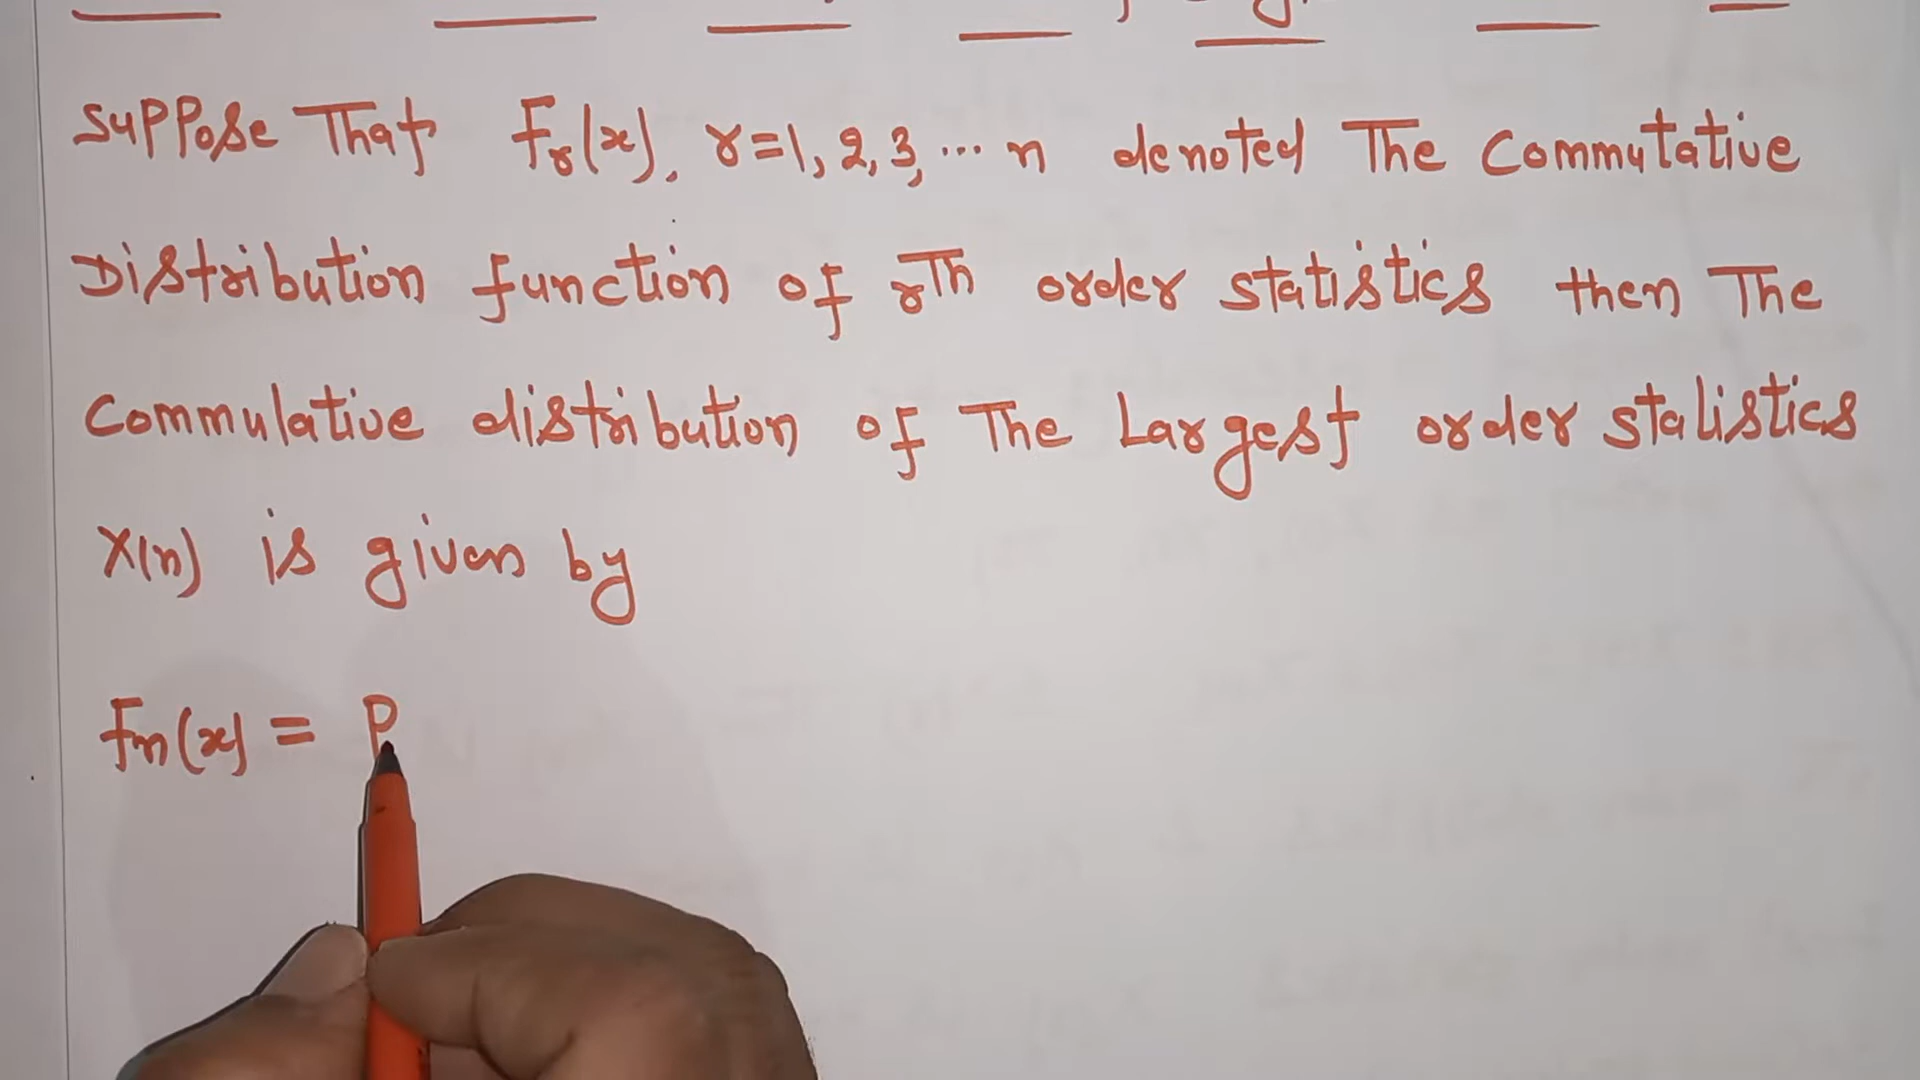 Suppose That Fr(x), r=1, 2, 3, ... n denoted The Commutative
Distribution function of rTh order statistics then The
Commulative distribution of The Largest order statistics
X(n) is given by
Fn(x) = P